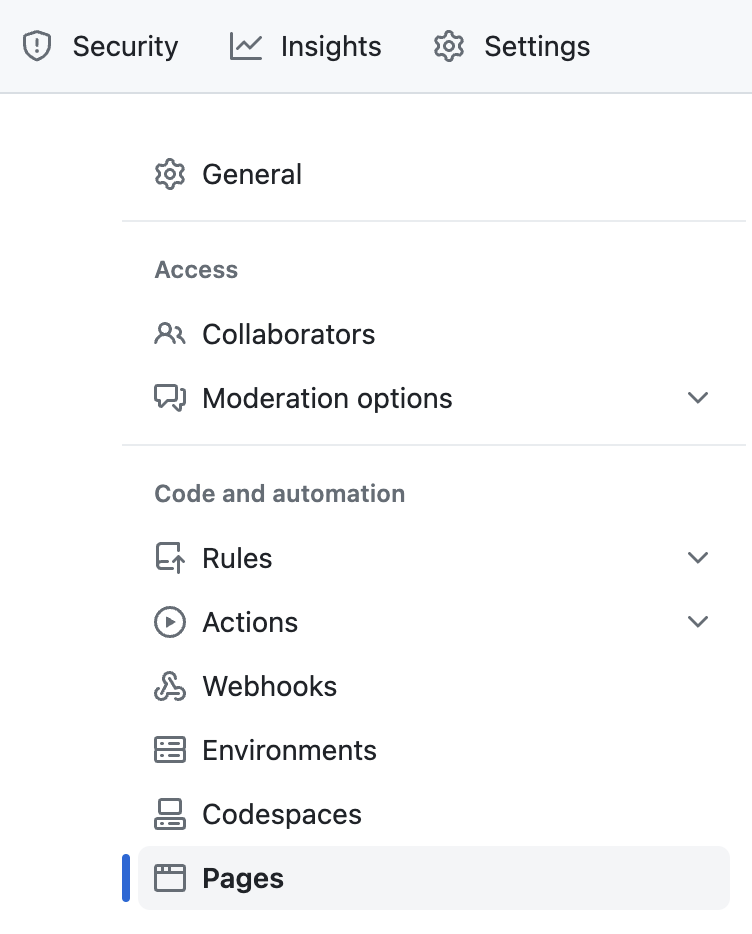 Security Insights Settings
General
Access
Collaborators
Moderation options
Code and automation
Rules
Actions
Webhooks
Environments
Codespaces
Pages